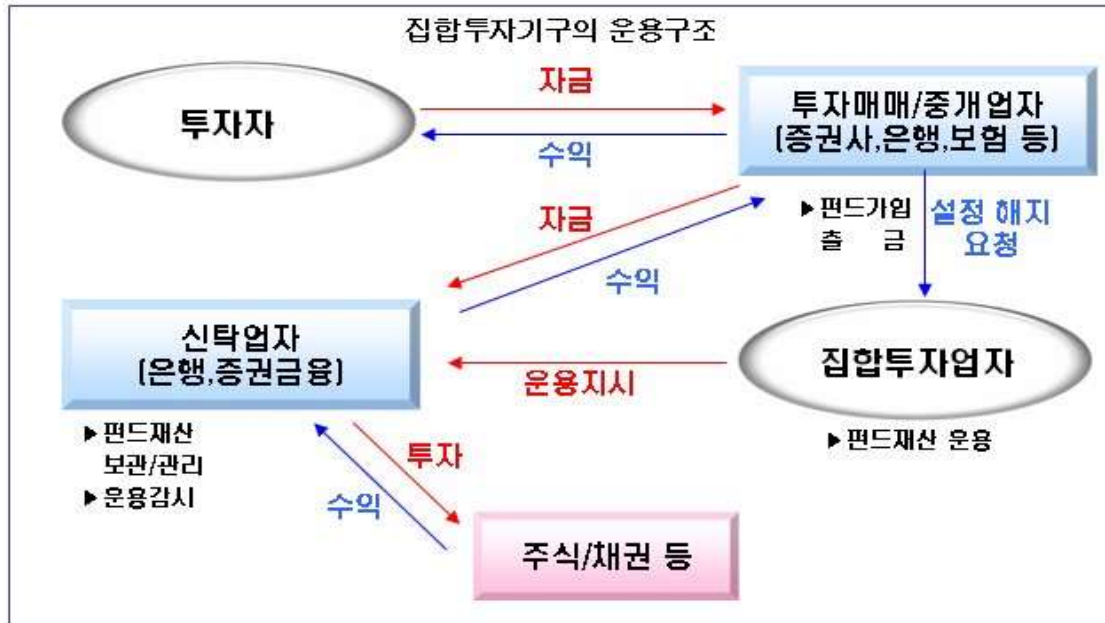 집합투자기구의 운용구조
자금
투자자
투자매매/중개업자
(증권사,은행,보험 등)
수익
▶펀드가입
출 금
설정 해지
요청
자금
수익
신탁업자
(은행,증권금융)
운용지시
집합투자업자
▶펀드재산
보관/관리
▶운용감시
투자
수익
▶펀드재산 운용
주식/채권 등